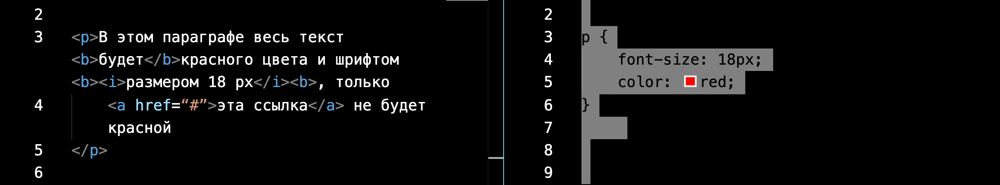 2
3 <p>В этом параграфе весь текст
<b>будет</b>красного цвета и шрифтом
<b><i>размером 18 px</i><b>, только
4 <a href=“#”>эта ссылка</a> не будет
красной
5 </p>
6
2
3 p {
4 font-size: 18px;
5 color: red;
6 }
7
8
9